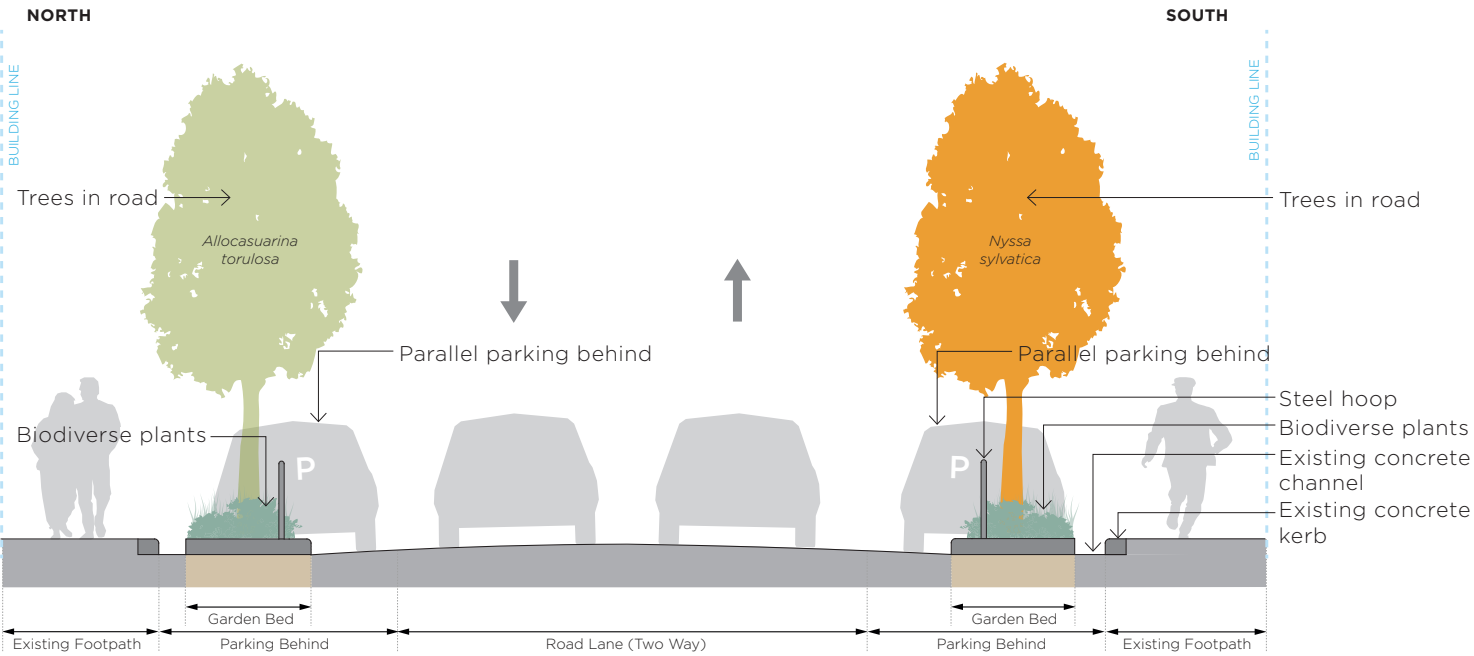 NORTH
SOUTH
BUILDING LINE
BUILDING LINE
Trees in road
Trees in road
Allocasuarina
torulosa
Nyssa
sylvatica
Parallel parking behind
Parallel parking behind
Steel hoop
Biodiverse plants
Biodiverse plants
Existing concrete
channel
Existing concrete
kerb
P
P
Garden Bed
Garden Bed
Existing Footpath
Parking Behind
Road Lane (Two Way)
Parking Behind
Existing Footpath